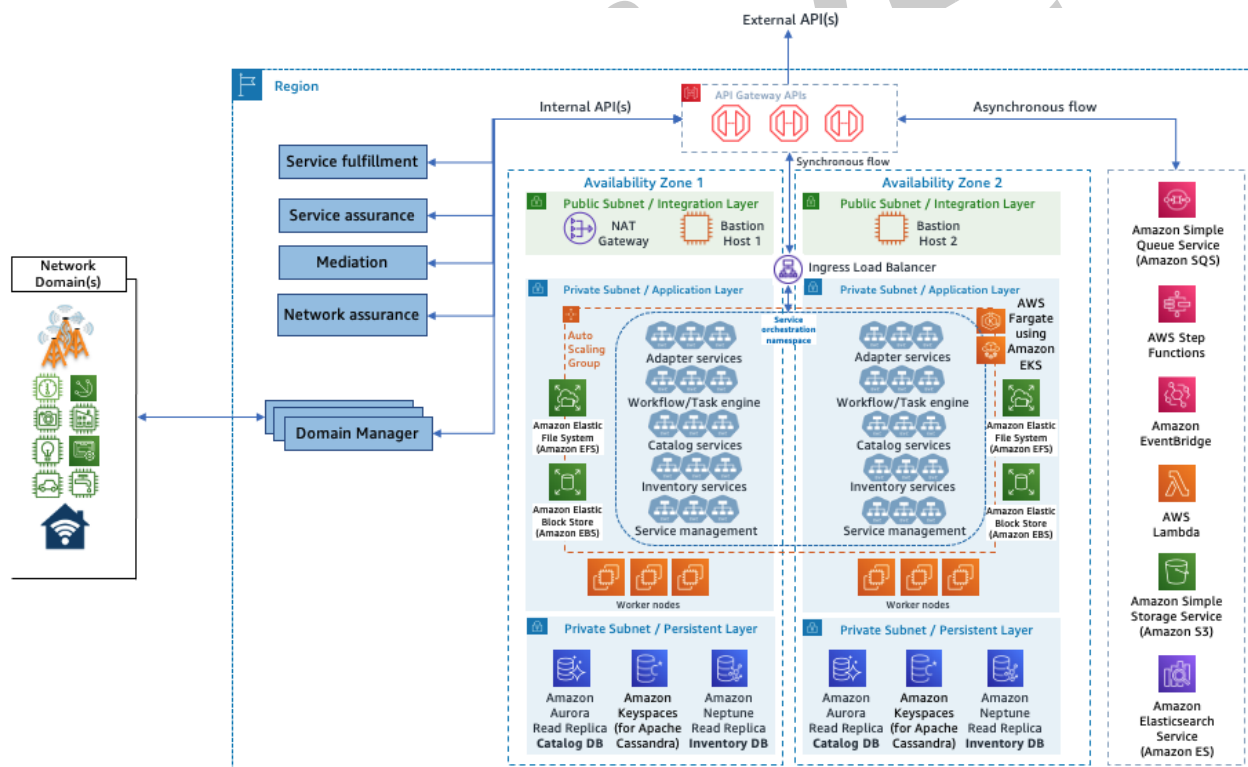 External API(s)
Region
API Gateway APIs
Internal API(s)
Asynchronous flow
Synchronous flow
Service fulfillment
Service assurance
Mediation
Network assurance
Domain Manager
Network
Domain(s)
Availability Zone 1
Public Subnet / Integration Layer
NAT
Gateway
Bastion
Host 1
Availability Zone 2
Public Subnet / Integration Layer
Bastion
Host 2
Ingress Load Balancer
Private Subnet / Application Layer
Private Subnet / Application Layer
Auto
Scaling
Group
Service
orchestration
namespace
AWS
Fargate
using
Amazon
EKS
Adapter services
Workflow/Task engine
Catalog services
Inventory services
Service management
Adapter services
Workflow/Task engine
Catalog services
Inventory services
Service management
Amazon Elastic
File System
(Amazon EFS)
Amazon Elastic
Block Store
(Amazon EBS)
Amazon Elastic
File System
(Amazon EFS)
Amazon Elastic
Block Store
(Amazon EBS)
Worker nodes
Worker nodes
Private Subnet / Persistent Layer
Amazon
Aurora
Read Replica
Catalog DB
Amazon
Keyspaces
(for Apache
Cassandra)
Amazon
Neptune
Read Replica
Inventory DB
Private Subnet / Persistent Layer
Amazon
Aurora
Read Replica
Catalog DB
Amazon
Keyspaces
(for Apache
Cassandra)
Amazon
Neptune
Read Replica
Inventory DB
Amazon Simple
Queue Service
(Amazon SQS)
AWS Step
Functions
Amazon
EventBridge
AWS
Lambda
Amazon Simple
Storage Service
(Amazon S3)
Amazon
Elasticsearch
Service
(Amazon ES)